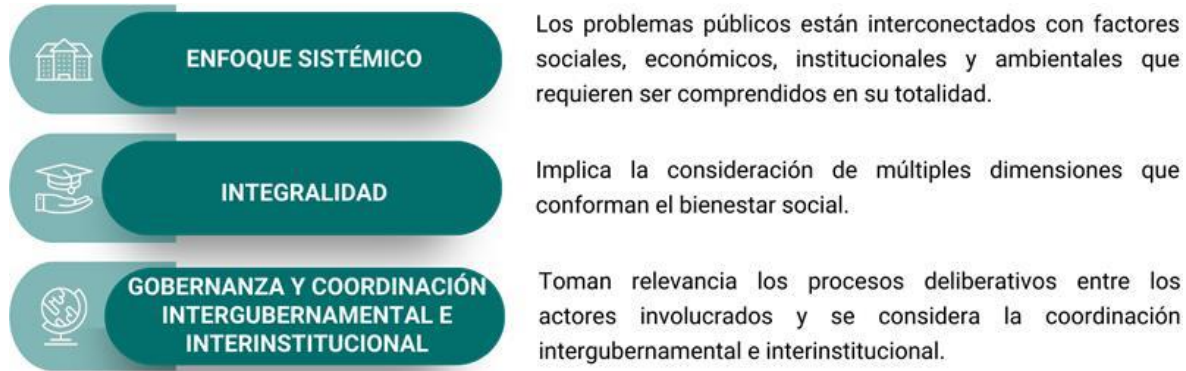 ENFOQUE SISTÉMICO
Los problemas públicos están interconectados con factores
sociales, económicos, institucionales y ambientales que
requieren ser comprendidos en su totalidad.
INTEGRALIDAD
Implica la consideración de múltiples dimensiones que
conforman el bienestar social.
GOBERNANZA Y COORDINACIÓN
INTERGUBERNAMENTAL E
INTERINSTITUCIONAL
Toman relevancia los procesos deliberativos entre los
actores involucrados y se considera la coordinación
intergubernamental e interinstitucional.